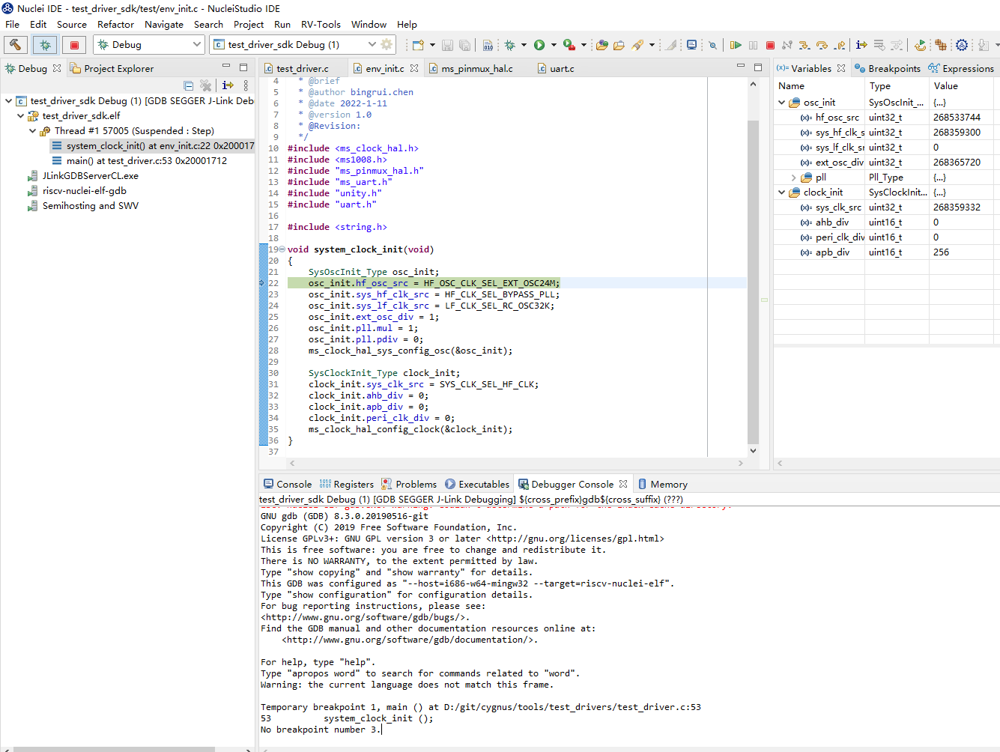 Nuclei IDE - test_driver_sdk/test/env_init.c - NucleiStudio IDE
File Edit Source Refactor Navigate Search Project Run RV-Tools Window Help
Debug
test_driver_sdk Debug (1)
Debug
Project Explorer
test_driver_sdk Debug (1) [GDB SEGGER J-Link Deb
test_driver_sdk.elf
Thread #1 57005 (Suspended : Step)
system_clock_init() at env_init.c:22 0x200017
main() at test_driver.c:53 0x20001712
JLinkGDBServerCL.exe
riscv-nuclei-elf-gdb
Semihosting and SWV
test_driver.c
env_init.c
ms_pinmux_hal.c
uart.c
4 * @brief
5 * @author bingrui.chen
6 * @date 2022-1-11
7 * @version 1.0
8 * @Revision:
9 */
10 #include <ms_clock_hal.h>
11 #include <ms1008.h>
12 #include "ms_pinmux_hal.h"
13 #include "ms_uart.h"
14 #include "unity.h"
15 #include "uart.h"
16
17 #include <string.h>
18
19 void system_clock_init(void)
20 {
21 SysOscInit_Type osc_init;
22 osc_init.hf_osc_src = HF_OSC_CLK_SEL_EXT_OSC24M;
23 osc_init.sys_hf_clk_src = HF_CLK_SEL_BYPASS_PLL;
24 osc_init.sys_lf_clk_src = LF_CLK_SEL_RC_OSC32K;
25 osc_init.ext_osc_div = 1;
26 osc_init.pll.mul = 1;
27 osc_init.pll.pdiv = 0;
28 ms_clock_hal_sys_config_osc(&osc_init);
29
30 SysClockInit_Type clock_init;
31 clock_init.sys_clk_src = SYS_CLK_SEL_HF_CLK;
32 clock_init.ahb_div = 0;
33 clock_init.apb_div = 0;
34 clock_init.peri_clk_div = 0;
35 ms_clock_hal_config_clock(&clock_init);
36 }
37
(x)= Variables
Breakpoints
Expressions
Name Type Value
osc_init SysOscInit_... {...}
(x)= hf_osc_src uint32_t 268533744
(x)= sys_hf_clk_s uint32_t 268359300
(x)= sys_lf_clk_sr uint32_t 0
(x)= ext_osc_div uint32_t 268365720
pll Pll_Type {...}
clock_init SysClockInit... {...}
(x)= sys_clk_src uint32_t 268359332
(x)= ahb_div uint16_t 0
(x)= peri_clk_div uint16_t 0
(x)= apb_div uint16_t 256
Console
Registers
Problems
Executables
Debugger Console
Memory
test_driver_sdk Debug (1) [GDB SEGGER J-Link Debugging] ${cross_prefix}gdb${cross_suffix} (???)
GNU gdb (GDB) 8.3.0.20190516-git
Copyright (C) 2019 Free Software Foundation, Inc.
License GPLv3+: GNU GPL version 3 or later <http://gnu.org/licenses/gpl.html>
This is free software: you are free to change and redistribute it.
There is NO WARRANTY, to the extent permitted by law.
Type "show copying" and "show warranty" for details.
This GDB was configured as "--host=i686-w64-mingw32 --target=riscv-nuclei-elf".
Type "show configuration" for configuration details.
For bug reporting instructions, please see:
<http://www.gnu.org/software/gdb/bugs/>.
Find the GDB manual and other documentation resources online at:
<http://www.gnu.org/software/gdb/documentation/>.
For help, type "help".
Type "apropos word" to search for commands related to "word".
Warning: the current language does not match this frame.
Temporary breakpoint 1, main () at D:/git/cygnus/tools/test_drivers/test_driver.c:53
53 system_clock_init ();
No breakpoint number 3.